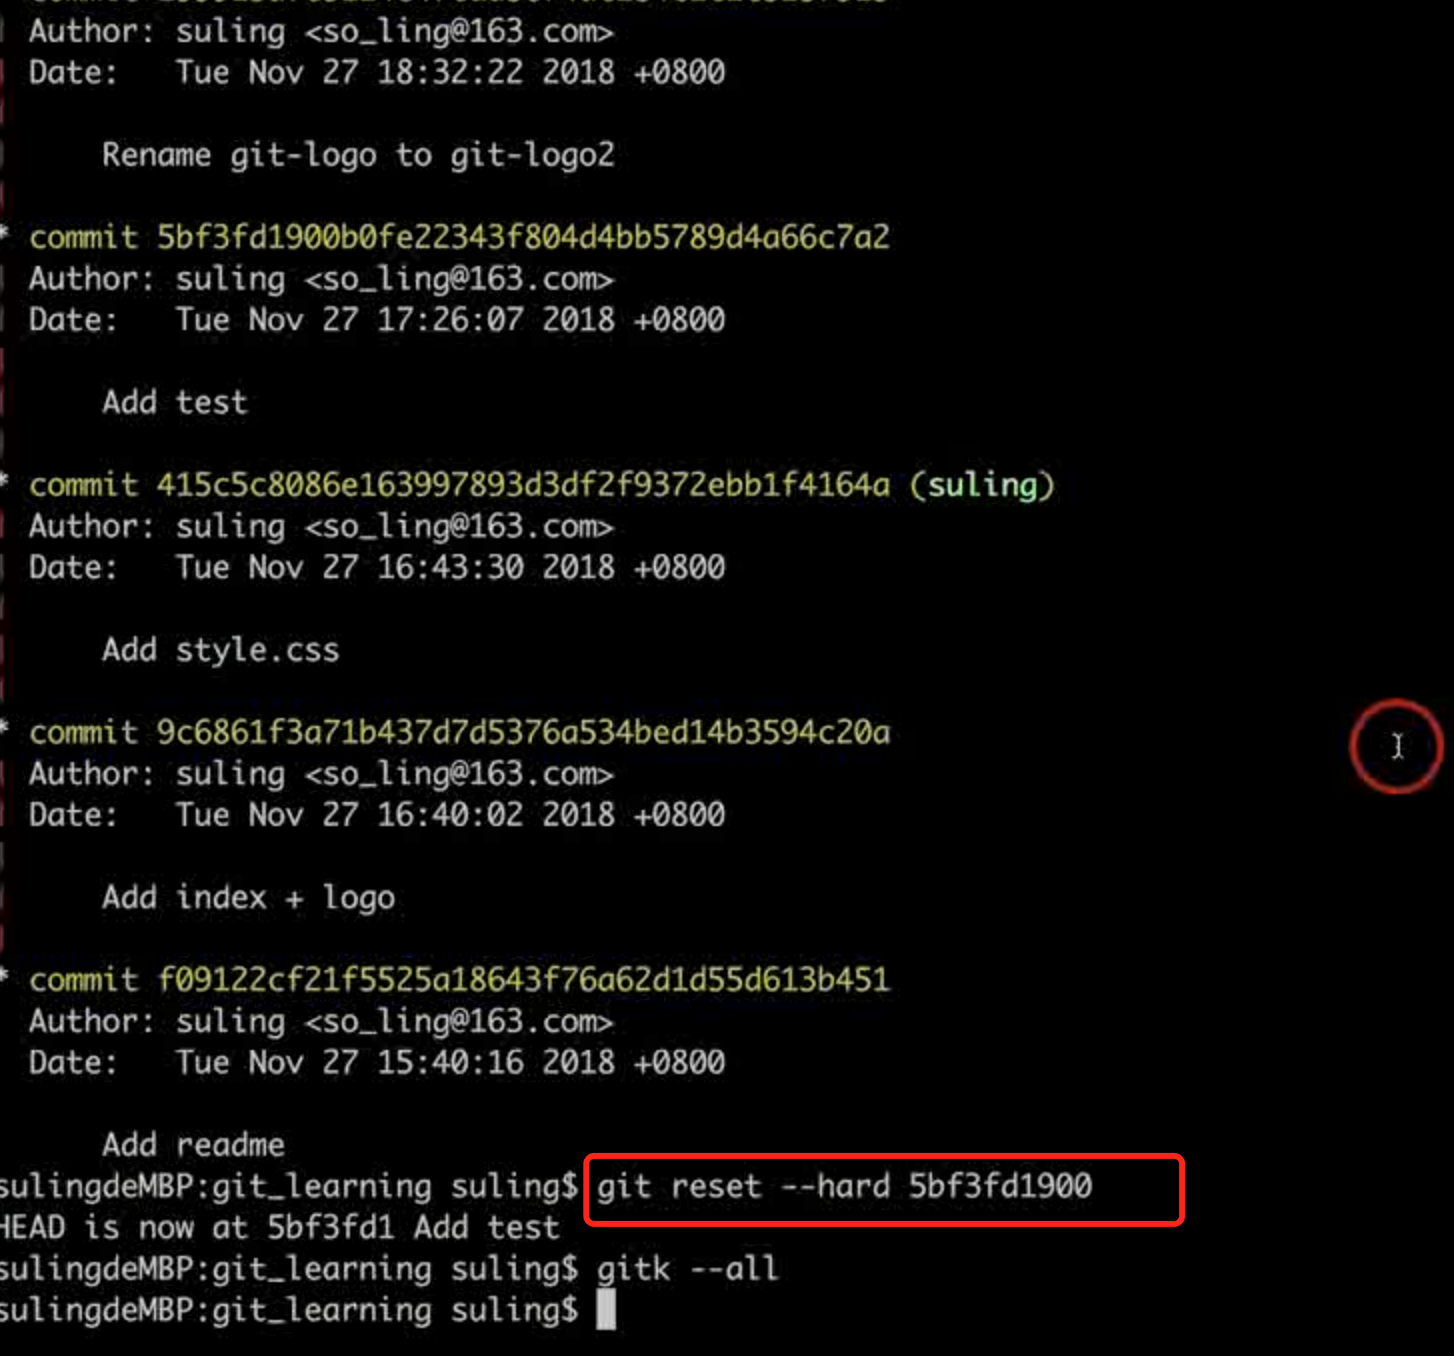 Author: suling <so_ling@163.com>
Date:   Tue Nov 27 18:32:22 2018 +0800
Rename git-logo to git-logo2
* commit 5bf3fd1900b0fe22343f804d4bb5789d4a66c7a2
Author: suling <so_ling@163.com>
Date:   Tue Nov 27 17:26:07 2018 +0800
Add test
* commit 415c5c8086e163997893d3df2f9372ebb1f4164a (suling)
Author: suling <so_ling@163.com>
Date:   Tue Nov 27 16:43:30 2018 +0800
Add style.css
* commit 9c6861f3a71b437d7d5376a534bed14b3594c20a
Author: suling <so_ling@163.com>
Date:   Tue Nov 27 16:40:02 2018 +0800
Add index + logo
* commit f09122cf21f5525a18643f76a62d1d55d613b451
Author: suling <so_ling@163.com>
Date:   Tue Nov 27 15:40:16 2018 +0800
Add readme
sulingdeMBP:git_learning suling$ git reset --hard 5bf3fd1900
HEAD is now at 5bf3fd1 Add test
sulingdeMBP:git_learning suling$ gitk --all
sulingdeMBP:git_learning suling$